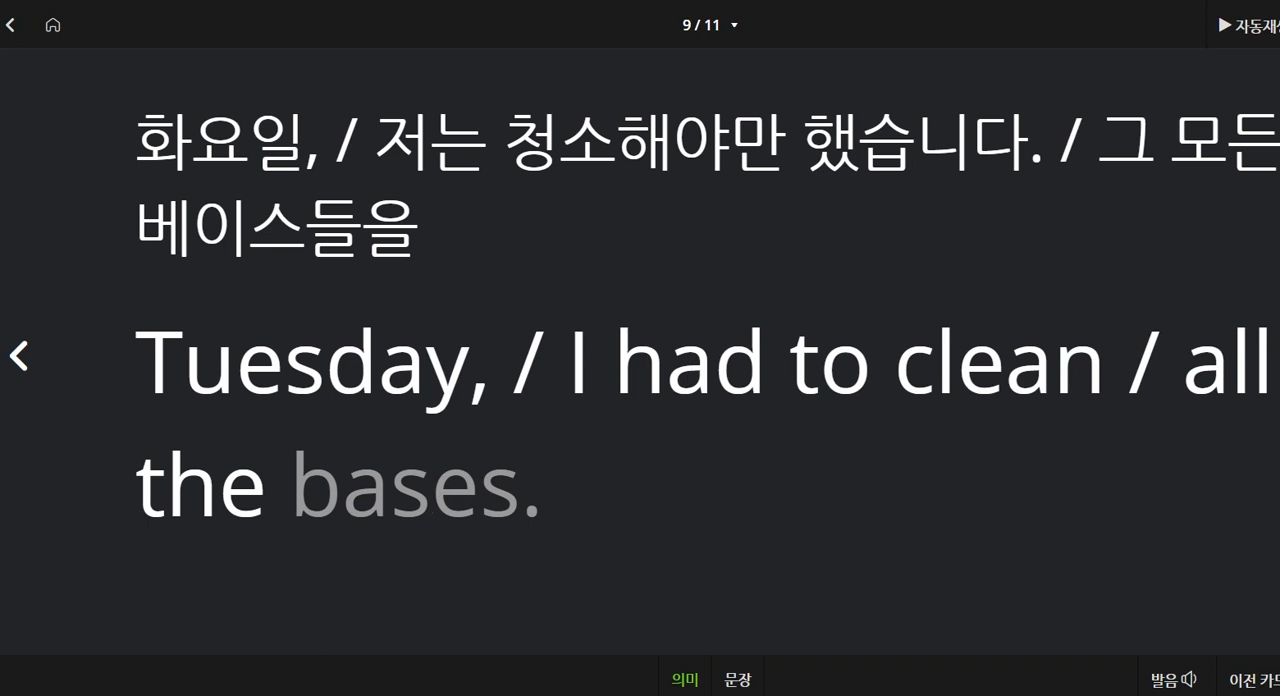 9 / 11
▶ 자동재생
화요일, / 저는 청소해야만 했습니다. / 그 모든
베이스들을
Tuesday, / I had to clean / all
the bases.
의미 문장 발음 이전